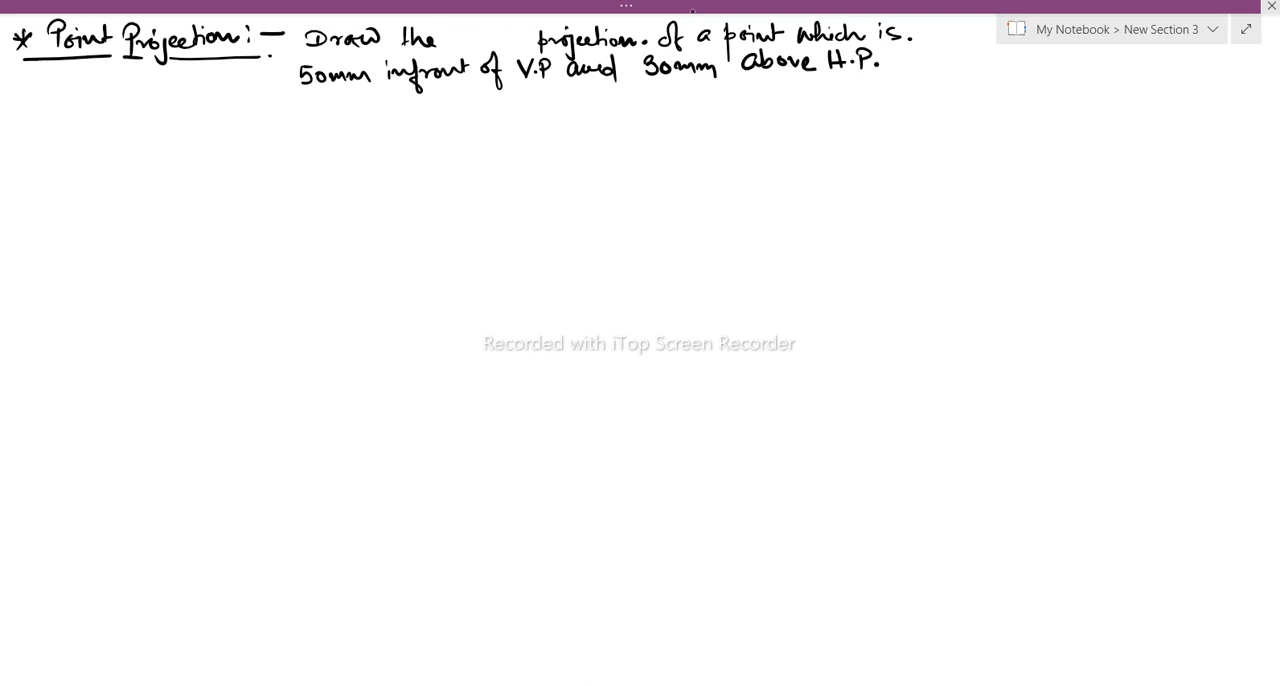 * Point Projection :- Draw the projection. of a point which is.
50mm infront of V.P and 30mm above H.P.
My Notebook > New Section 3
Recorded with iTop Screen Recorder